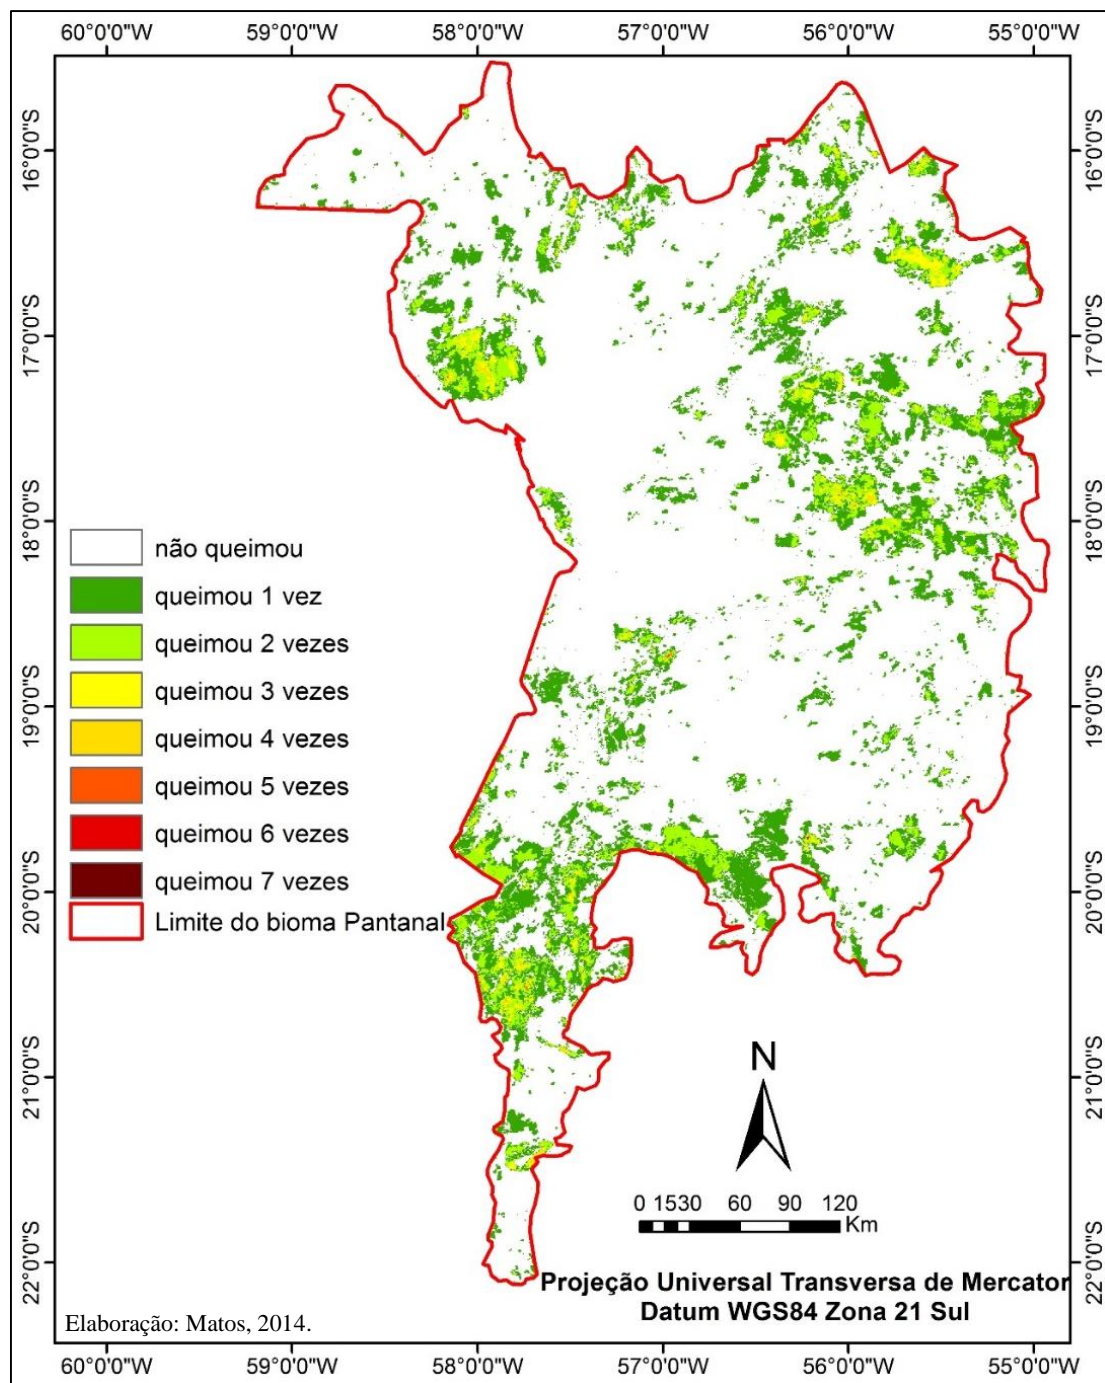 60°0'0"W 59°0'0"W 58°0'0"W 57°0'0"W 56°0'0"W 55°0'0"W
16°0'0"S
17°0'0"S
18°0'0"S
19°0'0"S
20°0'0"S
21°0'0"S
22°0'0"S
16°0'0"S
17°0'0"S
18°0'0"S
19°0'0"S
20°0'0"S
21°0'0"S
22°0'0"S
não queimou
queimou 1 vez
queimou 2 vezes
queimou 3 vezes
queimou 4 vezes
queimou 5 vezes
queimou 6 vezes
queimou 7 vezes
Limite do bioma Pantanal
N
0 15 30 60 90 120
Km
Projeção Universal Transversa de Mercator
Datum WGS84 Zona 21 Sul
Elaboração: Matos, 2014.
60°0'0"W 59°0'0"W 58°0'0"W 57°0'0"W 56°0'0"W 55°0'0"W